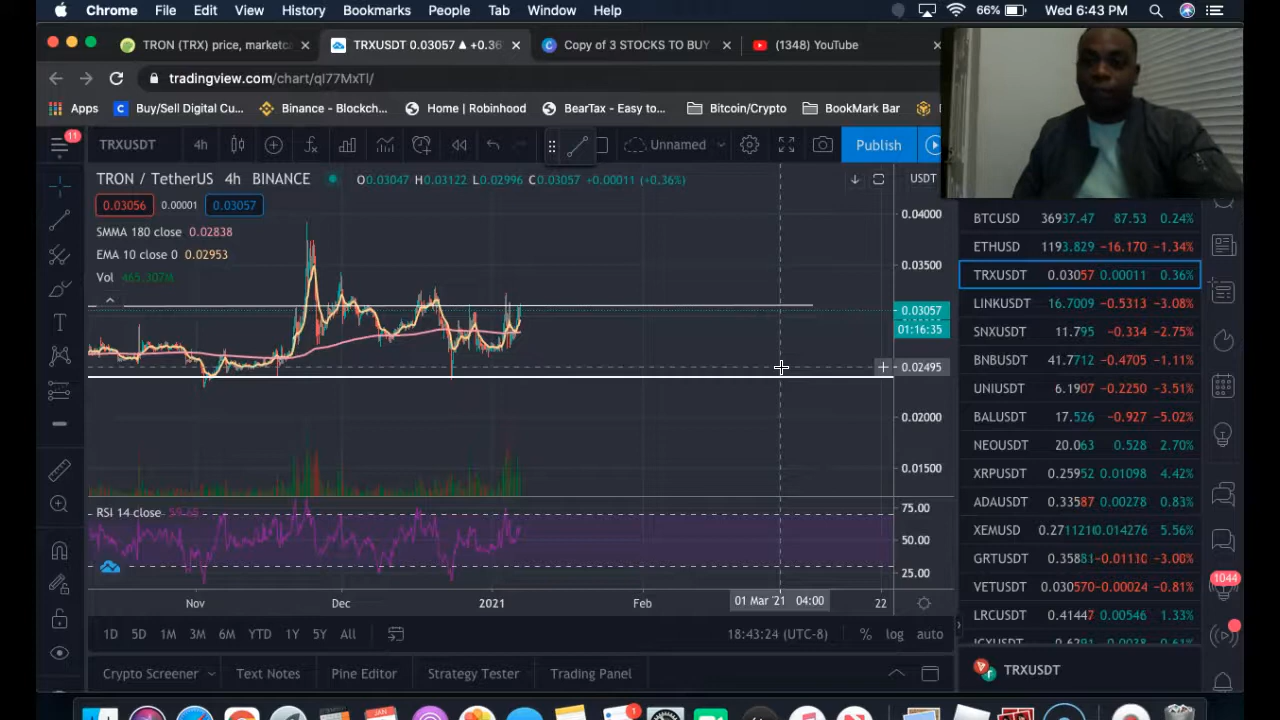 Chrome File Edit View History Bookmarks People Tab Window Help 66% Wed 6:43 PM
TRON (TRX) price, marketc TRXUSDT 0.03057 ▲ +0.36 Copy of 3 STOCKS TO BUY (1348) YouTube
tradingview.com/chart/qI77MxTI/
Apps Buy/Sell Digital Cu... Binance - Blockch... Home | Robinhood BearTax - Easy to... Bitcoin/Crypto BookMark Bar
11 TRXUSDT 4h Unnamed Publish
TRON / TetherUS 4h BINANCE O0.03047 H0.03122 L0.02996 C0.03057 +0.00011 (+0.36%) USDT
0.03056 0.00001 0.03057
SMMA 180 close 0.02838
EMA 10 close 0 0.02953
Vol 465.307M
0.04000
0.03500
0.03057
01:16:35
0.02495
0.02000
0.01500
RSI 14 close 59.45
75.00
50.00
25.00
Nov Dec 2021 Feb 01 Mar '21 04:00 22
1D 5D 1M 3M 6M YTD 1Y 5Y All 18:43:24 (UTC-8) % log auto
Crypto Screener Text Notes Pine Editor Strategy Tester Trading Panel
BTCUSD 36937.47 87.53 0.24%
ETHUSD 1193.829 −16.170 −1.34%
TRXUSDT 0.03057 0.00011 0.36%
LINKUSDT 16.7009 −0.5313 −3.08%
SNXUSDT 11.795 −0.334 −2.75%
BNBUSDT 41.7712 −0.4705 −1.11%
UNIUSDT 6.1907 −0.2250 −3.51%
BALUSDT 17.526 −0.927 −5.02%
NEOUSDT 20.063 0.528 2.70%
XRPUSDT 0.25952 0.01098 4.42%
ADAUSDT 0.33587 0.00278 0.83%
XEMUSD 0.2711210.014276 5.56%
GRTUSDT 0.35881 −0.01110 −3.00%
VETUSDT 0.030570 −0.00024 −0.81%
LRCUSDT 0.41447 0.00546 1.33%
TRXUSDT
1044
JAN
1